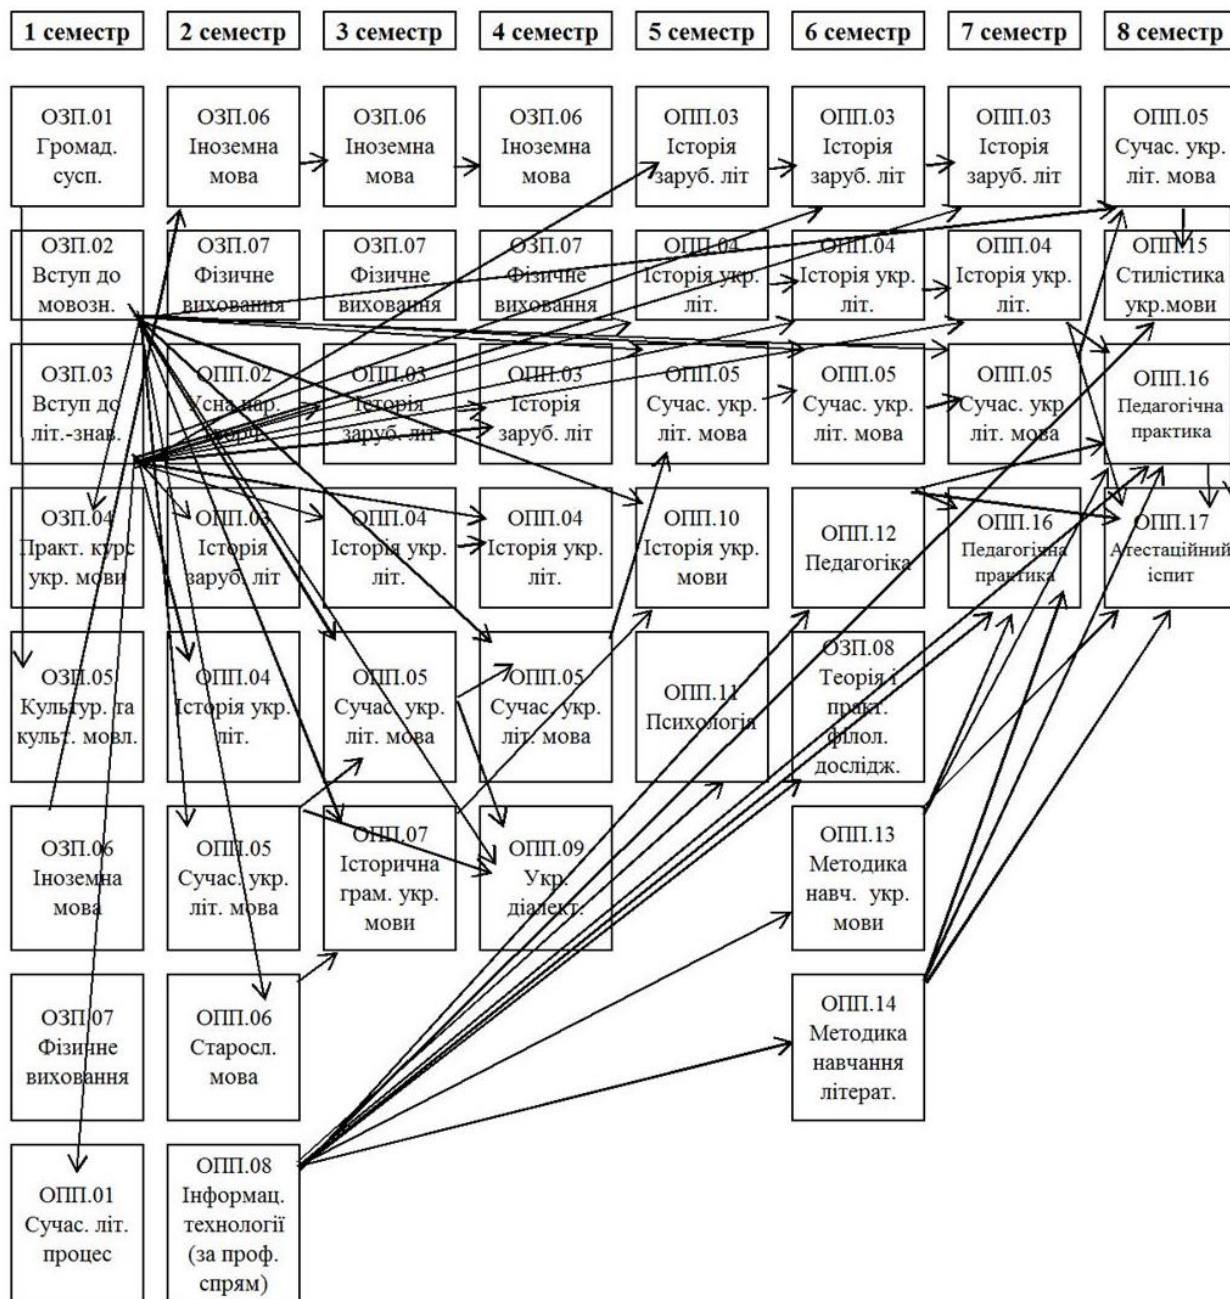 1 семестр
2 семестр
3 семестр
4 семестр
5 семестр
6 семестр
7 семестр
8 семестр
ОЗП.01
Громад.
сусп.
ОЗП.02
Вступ до
мовозн.
ОЗП.03
Вступ до
літ.-знав.
ОЗП.04
Практ. курс
укр. мови
ОЗП.05
Культур. та
культ. мовл.
ОЗП.06
Іноземна
мова
ОЗП.07
Фізичне
виховання
ОПП.01
Сучас. літ.
процес
ОЗП.06
Іноземна
мова
ОЗП.07
Фізичне
виховання
ОПП.02
Усна нар.
творч.
ОПП.03
Історія
заруб. літ
ОПП.04
Історія укр.
літ.
ОПП.05
Сучас. укр.
літ. мова
ОПП.06
Старосл.
мова
ОПП.08
Інформац.
технології
(за проф.
спрям)
ОЗП.06
Іноземна
мова
ОЗП.07
Фізичне
виховання
ОПП.03
Історія
заруб. літ
ОПП.04
Історія укр.
літ.
ОПП.05
Сучас. укр.
літ. мова
ОПП.07
Історична
грам. укр.
мови
ОЗП.06
Іноземна
мова
ОЗП.07
Фізичне
виховання
ОПП.03
Історія
заруб. літ
ОПП.04
Історія укр.
літ.
ОПП.05
Сучас. укр.
літ. мова
ОПП.09
Укр.
діалект.
ОПП.03
Історія
заруб. літ
ОПП.04
Історія укр.
літ.
ОПП.05
Сучас. укр.
літ. мова
ОПП.10
Історія укр.
мови
ОПП.11
Психологія
ОПП.03
Історія
заруб. літ
ОПП.04
Історія укр.
літ.
ОПП.05
Сучас. укр.
літ. мова
ОПП.12
Педагогіка
ОЗП.08
Теорія і
практ.
філол.
дослідж.
ОПП.13
Методика
навч. укр.
мови
ОПП.14
Методика
навчання
літерат.
ОПП.03
Історія
заруб. літ
ОПП.04
Історія укр.
літ.
ОПП.05
Сучас. укр.
літ. мова
ОПП.16
Педагогічна
практика
ОПП.05
Сучас. укр.
літ. мова
ОПП.15
Стилістика
укр.мови
ОПП.16
Педагогічна
практика
ОПП.17
Атестаційний
іспит